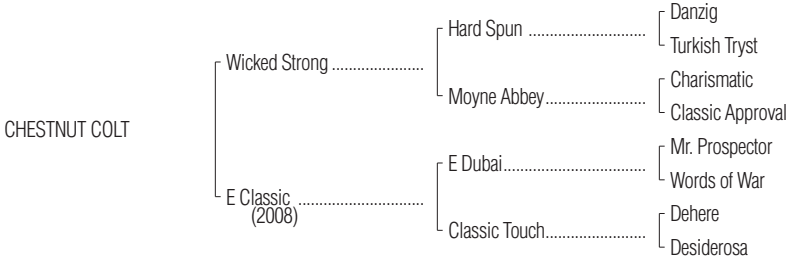 Danzig
Hard Spun ..............................
Turkish Tryst
Wicked Strong .....................
Charismatic
Moyne Abbey..........................
Classic Approval
CHESTNUT COLT
Mr. Prospector
E Dubai....................................
Words of War
E Classic .............................
(2008)
Dehere
Classic Touch..........................
Desiderosa